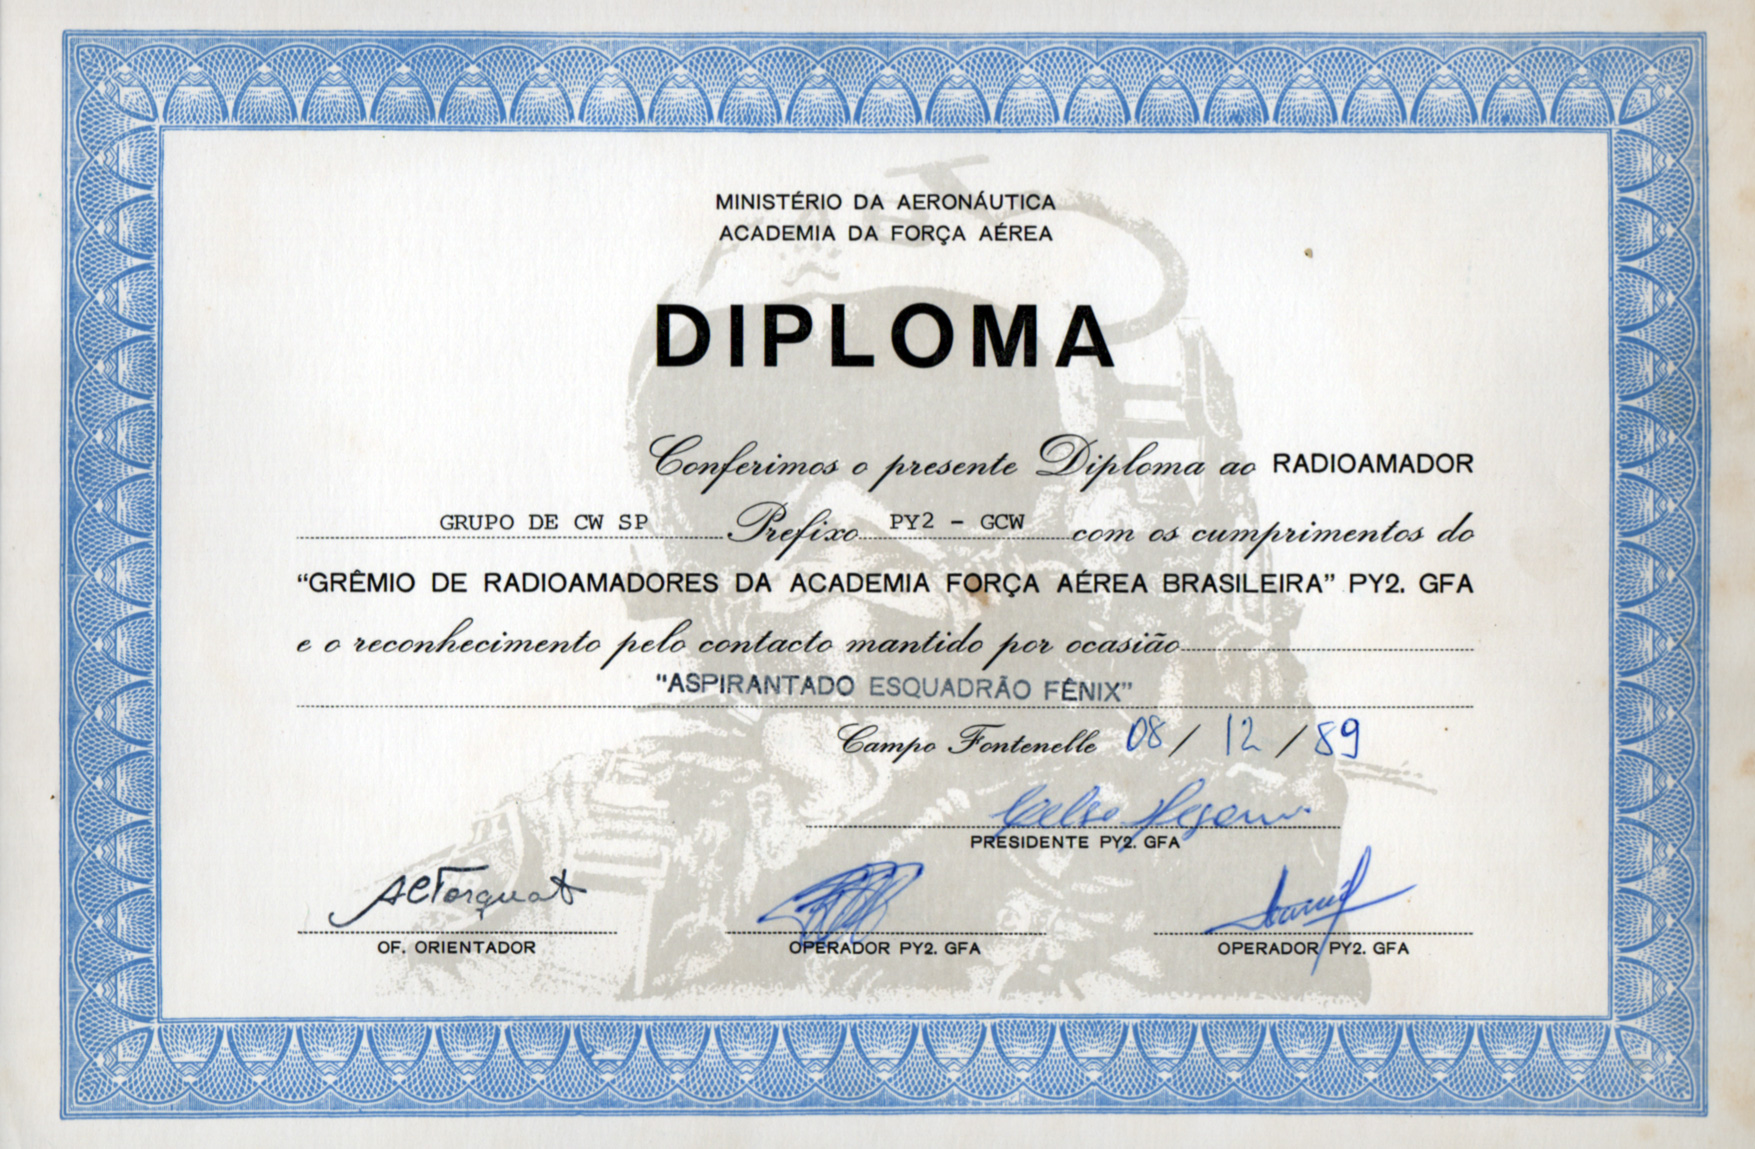 MINISTÉRIO DA AERONÁUTICA
ACADEMIA DA FORÇA AÉREA
DIPLOMA
Conferimos o presente Diploma ao RADIOAMADOR
GRUPO DE CW SP Prefixo PY2 - GCW com os cumprimentos do
“GRÊMIO DE RADIOAMADORES DA ACADEMIA FORÇA AÉREA BRASILEIRA” PY2. GFA
e o reconhecimento pelo contacto mantido por ocasião
"ASPIRANTADO ESQUADRÃO FÊNIX"
Campo Fontenelle 08 / 12 / 89
PRESIDENTE PY2. GFA
OF. ORIENTADOR OPERADOR PY2. GFA OPERADOR PY2. GFA